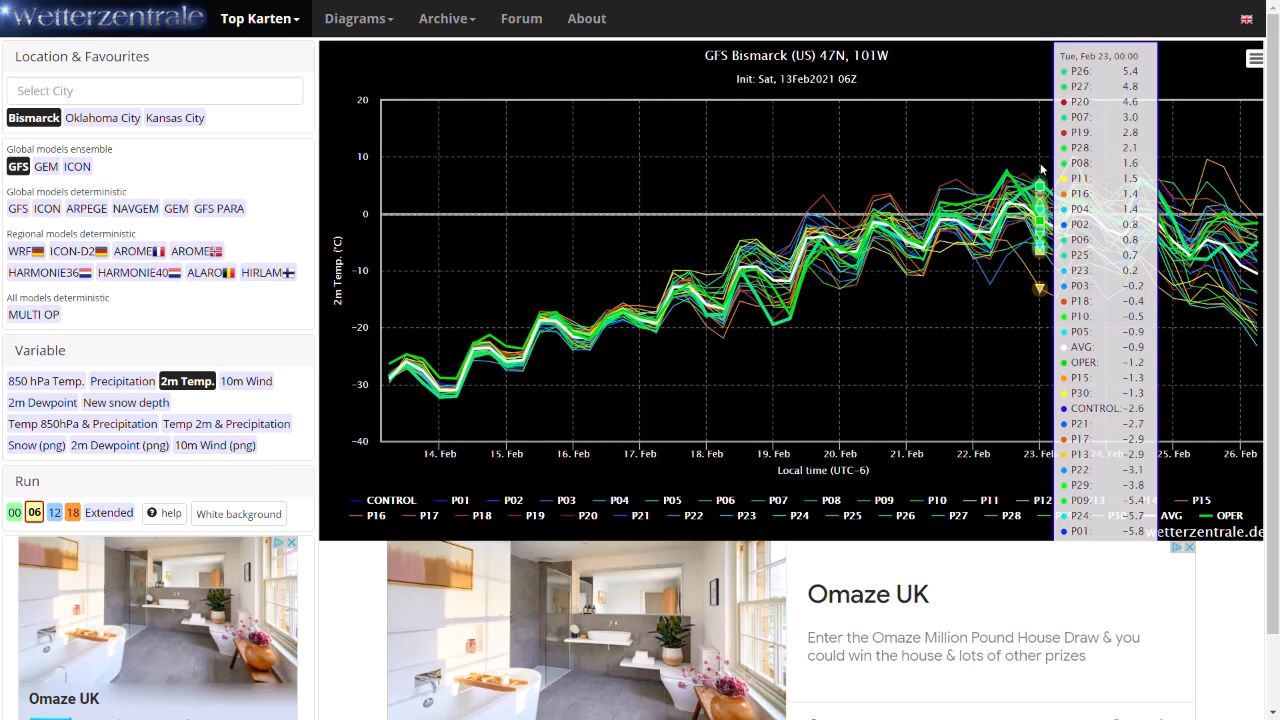 Wetterzentrale Top Karten Diagrams Archive Forum About
Location & Favourites
Select City
Bismarck Oklahoma City Kansas City
Global models ensemble
GFS GEM ICON
Global models deterministic
GFS ICON ARPEGE NAVGEM GEM GFS PARA
Regional models deterministic
WRF ICON-D2 AROME AROME
HARMONIE36 HARMONIE40 ALARO HIRLAM
All models deterministic
MULTI OP
Variable
850 hPa Temp. Precipitation 2m Temp. 10m Wind
2m Dewpoint New snow depth
Temp 850hPa & Precipitation Temp 2m & Precipitation
Snow (png) 2m Dewpoint (png) 10m Wind (png)
Run
00 06 12 18 Extended help White background
Omaze UK
GFS Bismarck (US) 47N, 101W
Init: Sat, 13Feb2021 06Z
2m Temp. (°C)
20
10
0
-10
-20
-30
-40
14. Feb 15. Feb 16. Feb 17. Feb 18. Feb 19. Feb 20. Feb 21. Feb 22. Feb 23. Feb 24. Feb 25. Feb 26. Feb
Local time (UTC-6)
CONTROL P01 P02 P03 P04 P05 P06 P07 P08 P09 P10 P11 P12 P13 P14 P15
P16 P17 P18 P19 P20 P21 P22 P23 P24 P25 P26 P27 P28 P30 AVG OPER
wetterzentrale.de
Tue, Feb 23, 00:00
P26: 5.4
P27: 4.8
P20: 4.6
P07: 3.0
P19: 2.8
P28: 2.1
P08: 1.6
P11: 1.5
P16: 1.4
P04: 1.4
P02: 0.8
P06: 0.8
P25: 0.7
P23: 0.2
P03: -0.2
P18: -0.4
P10: -0.5
P05: -0.9
AVG: -0.9
OPER: -1.2
P15: -1.3
P30: -1.3
CONTROL: -2.6
P21: -2.7
P17: -2.9
P13: -2.9
P22: -3.1
P29: -3.8
P09: -5.4
P24: -5.7
P01: -5.8
Omaze UK
Enter the Omaze Million Pound House Draw & you
could win the house & lots of other prizes